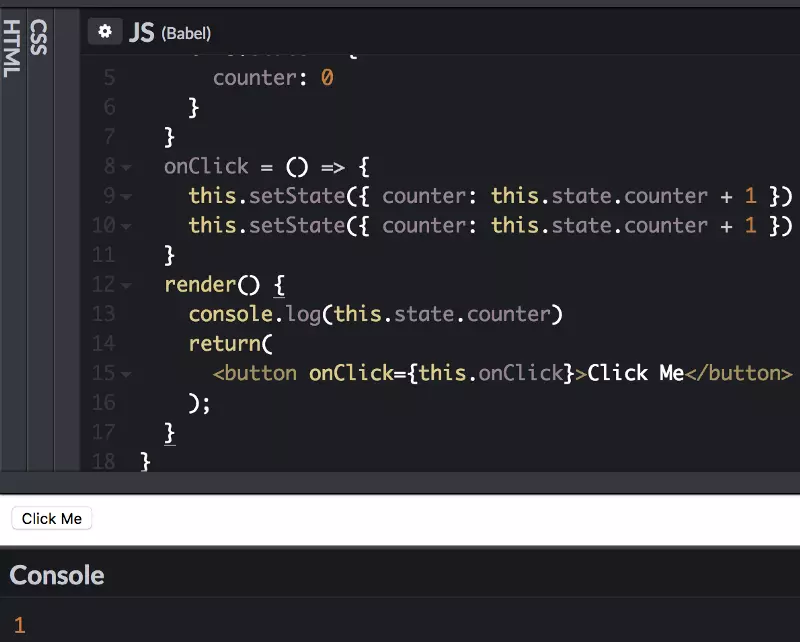 HTML
CSS
JS (Babel)
5 counter: 0
6 }
7 }
8 onClick = () => {
9 this.setState({ counter: this.state.counter + 1 })
10 this.setState({ counter: this.state.counter + 1 })
11 }
12 render() {
13 console.log(this.state.counter)
14 return(
15 <button onClick={this.onClick}>Click Me</button>
16 );
17 }
18 }
Click Me
Console
1